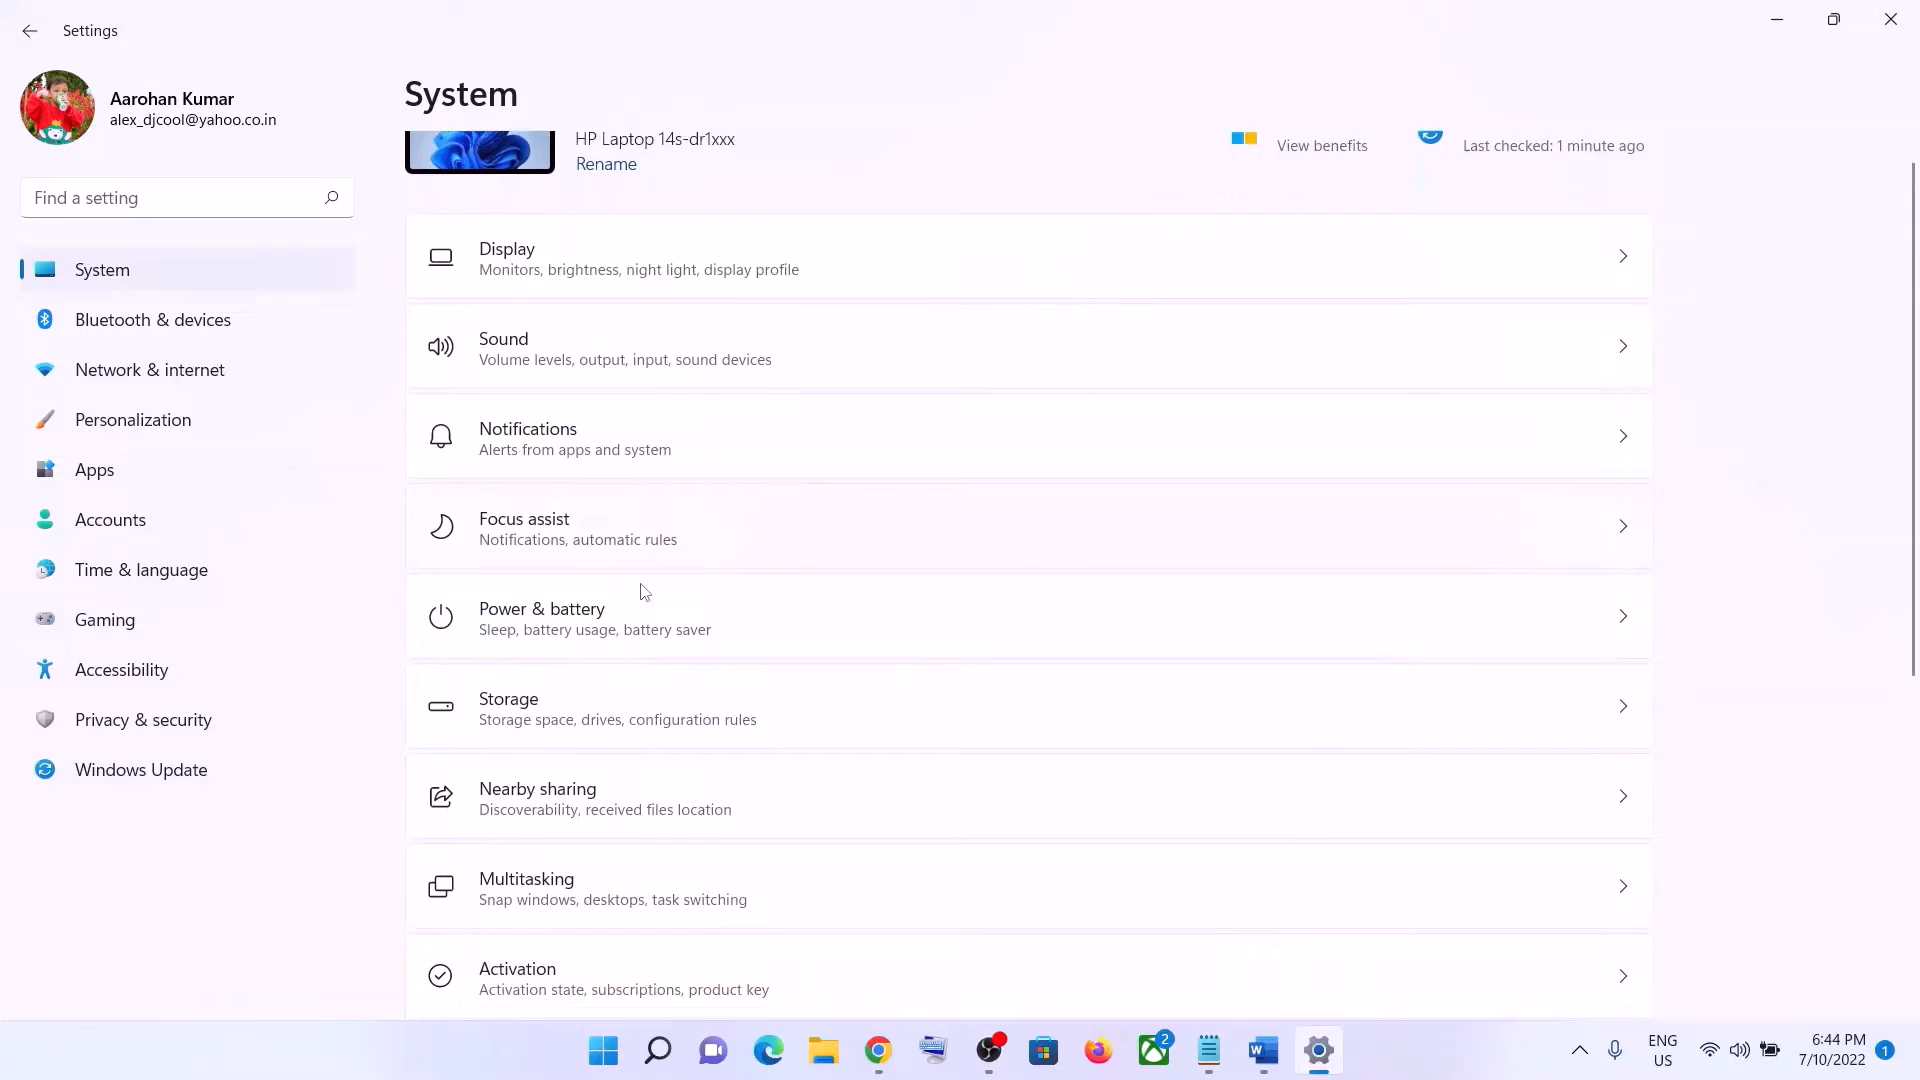 Settings
Aarohan Kumar
alex_djcool@yahoo.co.in
Find a setting
System
Bluetooth & devices
Network & internet
Personalization
Apps
Accounts
Time & language
Gaming
Accessibility
Privacy & security
Windows Update
System
HP Laptop 14s-dr1xxx
Rename
View benefits
Last checked: 1 minute ago
Display
Monitors, brightness, night light, display profile
Sound
Volume levels, output, input, sound devices
Notifications
Alerts from apps and system
Focus assist
Notifications, automatic rules
Power & battery
Sleep, battery usage, battery saver
Storage
Storage space, drives, configuration rules
Nearby sharing
Discoverability, received files location
Multitasking
Snap windows, desktops, task switching
Activation
Activation state, subscriptions, product key
2
ENG
US
6:44 PM
7/10/2022
1